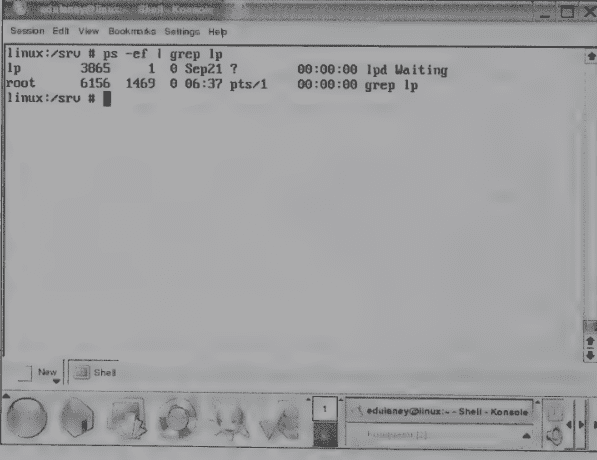 Session Edit View Bookmarks Settings Help
linux:/srv # ps -ef | grep lp
lp 3865 1 0 Sep21 ? 00:00:00 lpd Waiting
root 6156 1469 0 06:37 pts/1 00:00:00 grep lp
linux:/srv #
New Shell
1 edulaney@linux:~ - Shell - Konsole